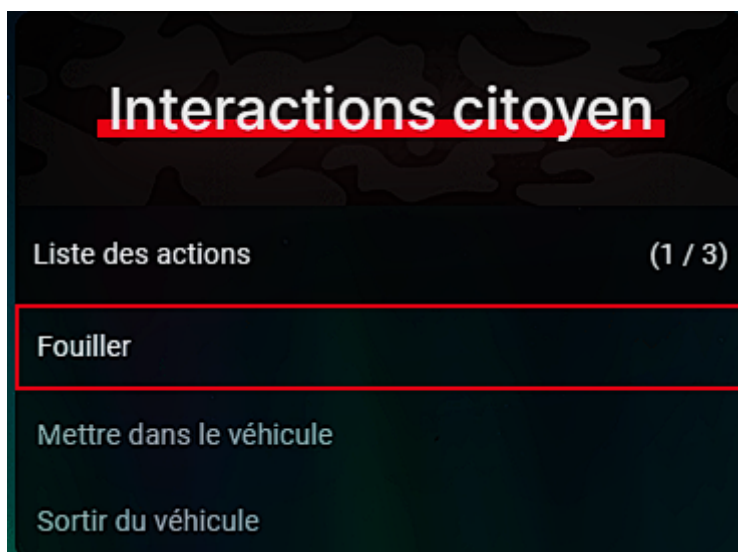 Interactions citoyen
Liste des actions (1 / 3)
Fouiller
Mettre dans le véhicule
Sortir du véhicule